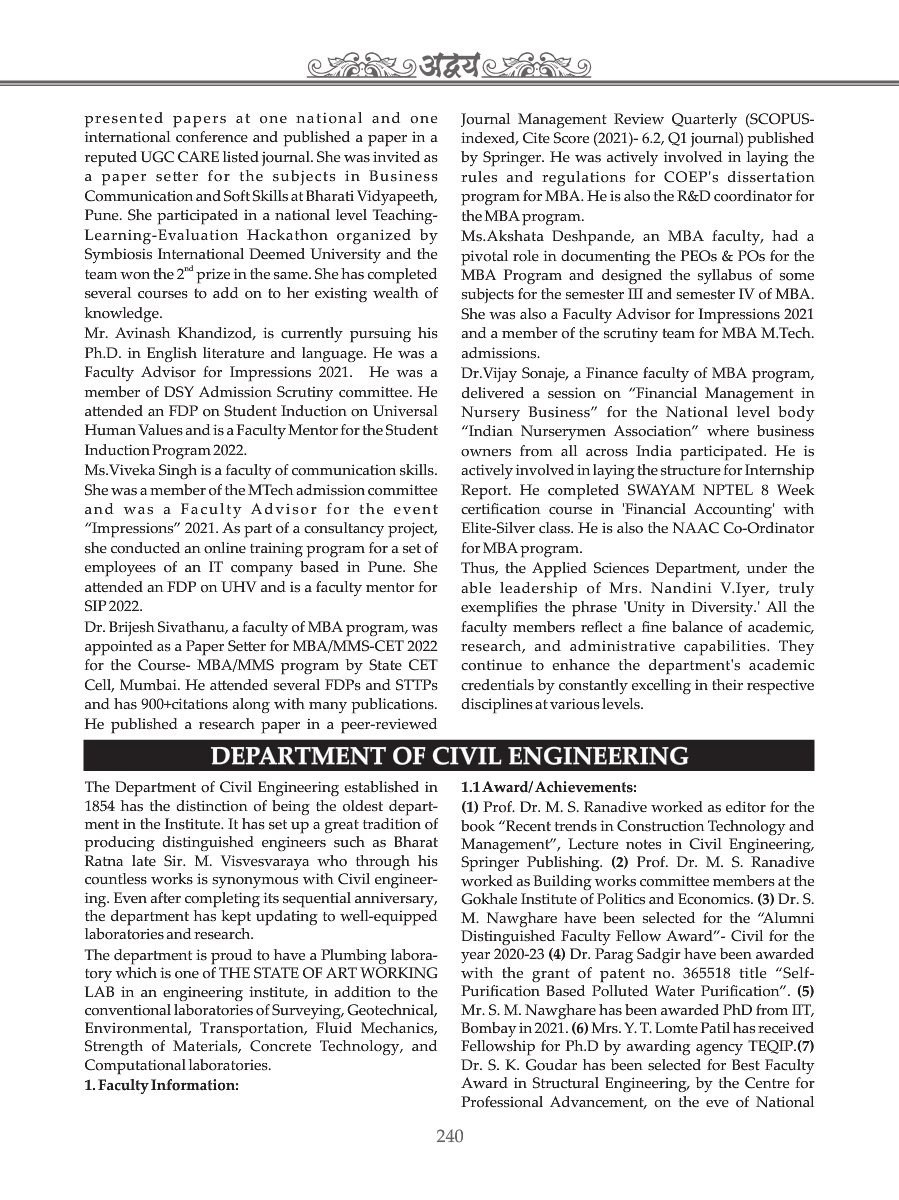 अद्वय
presented papers at one national and one
international conference and published a paper in a
reputed UGC CARE listed journal. She was invited as
a paper setter for the subjects in Business
Communication and Soft Skills at Bharati Vidyapeeth,
Pune. She participated in a national level Teaching-
Learning-Evaluation Hackathon organized by
Symbiosis International Deemed University and the
team won the 2nd prize in the same. She has completed
several courses to add on to her existing wealth of
knowledge.
Mr. Avinash Khandizod, is currently pursuing his
Ph.D. in English literature and language. He was a
Faculty Advisor for Impressions 2021. He was a
member of DSY Admission Scrutiny committee. He
attended an FDP on Student Induction on Universal
Human Values and is a Faculty Mentor for the Student
Induction Program 2022.
Ms.Viveka Singh is a faculty of communication skills.
She was a member of the MTech admission committee
and was a Faculty Advisor for the event
“Impressions” 2021. As part of a consultancy project,
she conducted an online training program for a set of
employees of an IT company based in Pune. She
attended an FDP on UHV and is a faculty mentor for
SIP 2022.
Dr. Brijesh Sivathanu, a faculty of MBA program, was
appointed as a Paper Setter for MBA/MMS-CET 2022
for the Course- MBA/MMS program by State CET
Cell, Mumbai. He attended several FDPs and STTPs
and has 900+citations along with many publications.
He published a research paper in a peer-reviewed
Journal Management Review Quarterly (SCOPUS-
indexed, Cite Score (2021)- 6.2, Q1 journal) published
by Springer. He was actively involved in laying the
rules and regulations for COEP's dissertation
program for MBA. He is also the R&D coordinator for
the MBA program.
Ms.Akshata Deshpande, an MBA faculty, had a
pivotal role in documenting the PEOs & POs for the
MBA Program and designed the syllabus of some
subjects for the semester III and semester IV of MBA.
She was also a Faculty Advisor for Impressions 2021
and a member of the scrutiny team for MBA M.Tech.
admissions.
Dr.Vijay Sonaje, a Finance faculty of MBA program,
delivered a session on “Financial Management in
Nursery Business” for the National level body
“Indian Nurserymen Association” where business
owners from all across India participated. He is
actively involved in laying the structure for Internship
Report. He completed SWAYAM NPTEL 8 Week
certification course in 'Financial Accounting' with
Elite-Silver class. He is also the NAAC Co-Ordinator
for MBA program.
Thus, the Applied Sciences Department, under the
able leadership of Mrs. Nandini V.Iyer, truly
exemplifies the phrase 'Unity in Diversity.' All the
faculty members reflect a fine balance of academic,
research, and administrative capabilities. They
continue to enhance the department's academic
credentials by constantly excelling in their respective
disciplines at various levels.
DEPARTMENT OF CIVIL ENGINEERING
The Department of Civil Engineering established in
1854 has the distinction of being the oldest depart-
ment in the Institute. It has set up a great tradition of
producing distinguished engineers such as Bharat
Ratna late Sir. M. Visvesvaraya who through his
countless works is synonymous with Civil engineer-
ing. Even after completing its sequential anniversary,
the department has kept updating to well-equipped
laboratories and research.
The department is proud to have a Plumbing labora-
tory which is one of THE STATE OF ART WORKING
LAB in an engineering institute, in addition to the
conventional laboratories of Surveying, Geotechnical,
Environmental, Transportation, Fluid Mechanics,
Strength of Materials, Concrete Technology, and
Computational laboratories.
1. Faculty Information:
1.1 Award/ Achievements:
(1) Prof. Dr. M. S. Ranadive worked as editor for the
book “Recent trends in Construction Technology and
Management”, Lecture notes in Civil Engineering,
Springer Publishing. (2) Prof. Dr. M. S. Ranadive
worked as Building works committee members at the
Gokhale Institute of Politics and Economics. (3) Dr. S.
M. Nawghare have been selected for the “Alumni
Distinguished Faculty Fellow Award”- Civil for the
year 2020-23 (4) Dr. Parag Sadgir have been awarded
with the grant of patent no. 365518 title “Self-
Purification Based Polluted Water Purification”. (5)
Mr. S. M. Nawghare has been awarded PhD from IIT,
Bombay in 2021. (6) Mrs. Y. T. Lomte Patil has received
Fellowship for Ph.D by awarding agency TEQIP.(7)
Dr. S. K. Goudar has been selected for Best Faculty
Award in Structural Engineering, by the Centre for
Professional Advancement, on the eve of National
240